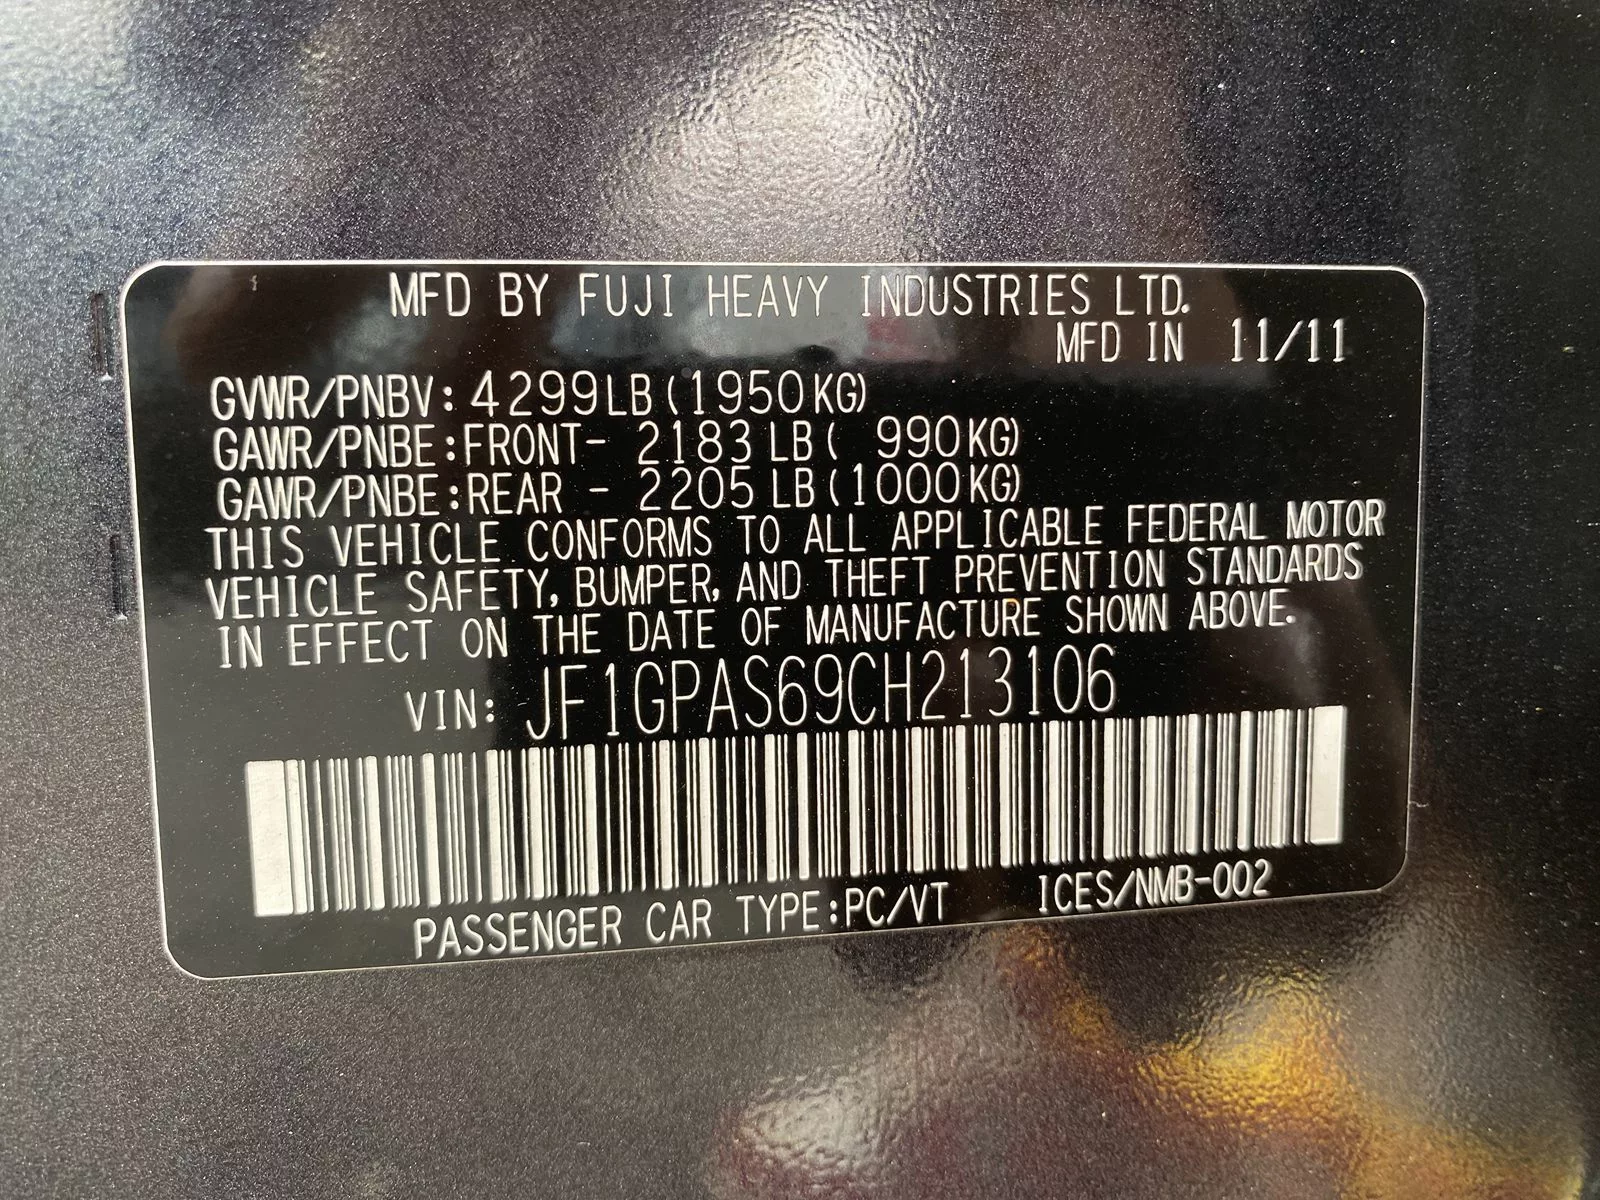 MFD BY FUJI HEAVY INDUSTRIES LTD.
MFD IN 11/11
GVWR/PNBV: 4299LB (1950KG)
GAWR/PNBE:FRONT- 2183 LB( 990KG)
GAWR/PNBE:REAR - 2205 LB(1000KG)
THIS VEHICLE CONFORMS TO ALL APPLICABLE FEDERAL MOTOR
VEHICLE SAFETY, BUMPER, AND THEFT PREVENTION STANDARDS
IN EFFECT ON THE DATE OF MANUFACTURE SHOWN ABOVE.
VIN: JF1GPAS69CH213106
PASSENGER CAR TYPE:PC/VT ICES/NMB-002